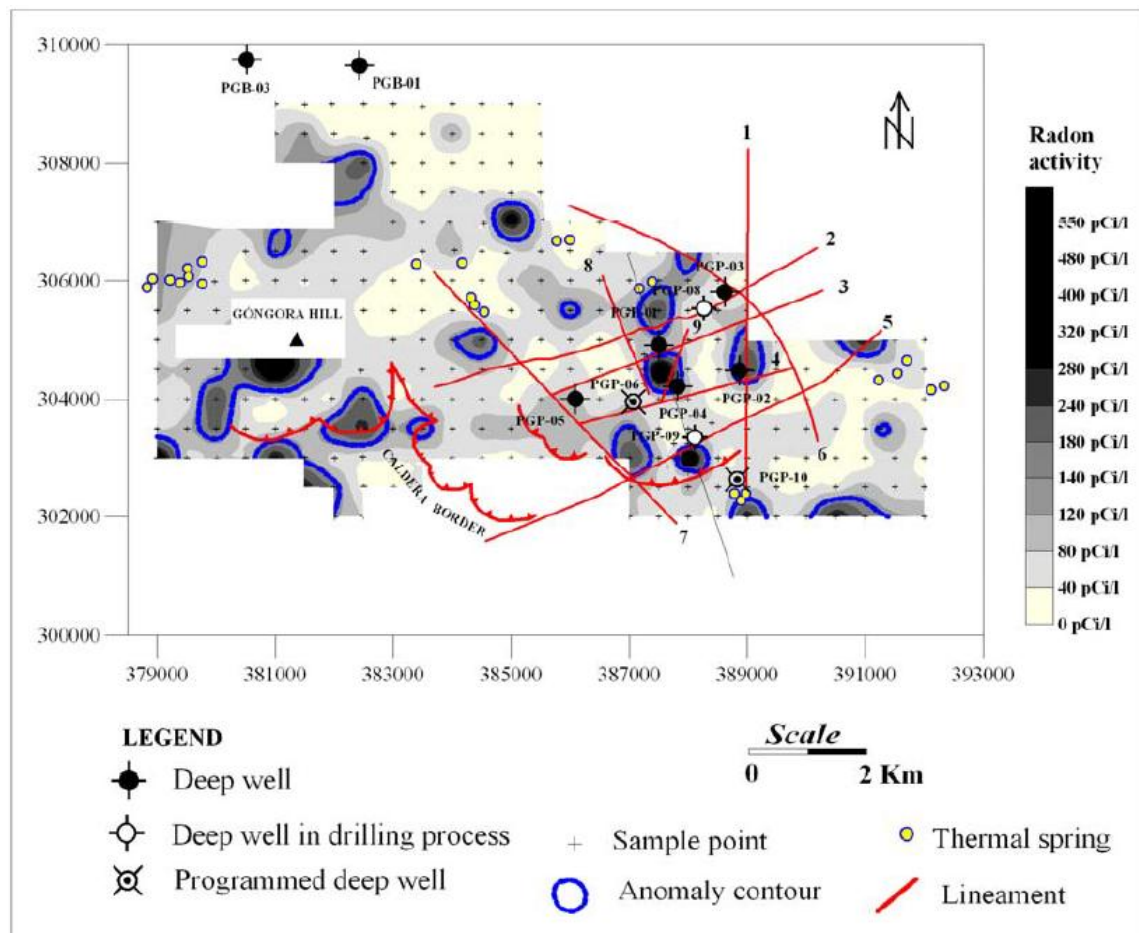 310000
308000
306000
304000
302000
300000
379000 381000 383000 385000 387000 389000 391000 393000
PGB-03
PGB-01
N
1
2
PGP-03
8
PGP-08
3
PGP-01
9
5
GÓNGORA HILL
4
PGP-06
PGP-02
PGP-04
PGP-05
PGP-09
6
PGP-10
CALDERA BORDER
7
Radon
activity
550 pCi/l
480 pCi/l
400 pCi/l
320 pCi/l
280 pCi/l
240 pCi/l
180 pCi/l
140 pCi/l
120 pCi/l
80 pCi/l
40 pCi/l
0 pCi/l
LEGEND
Deep well
Deep well in drilling process
Programmed deep well
Sample point
Anomaly contour
Thermal spring
Lineament
Scale
0 2 Km